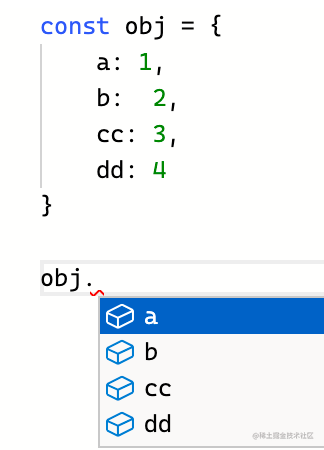 const obj = {
a: 1,
b: 2,
cc: 3,
dd: 4
}
obj.
a
b
cc
dd
@稀土掘金技术社区